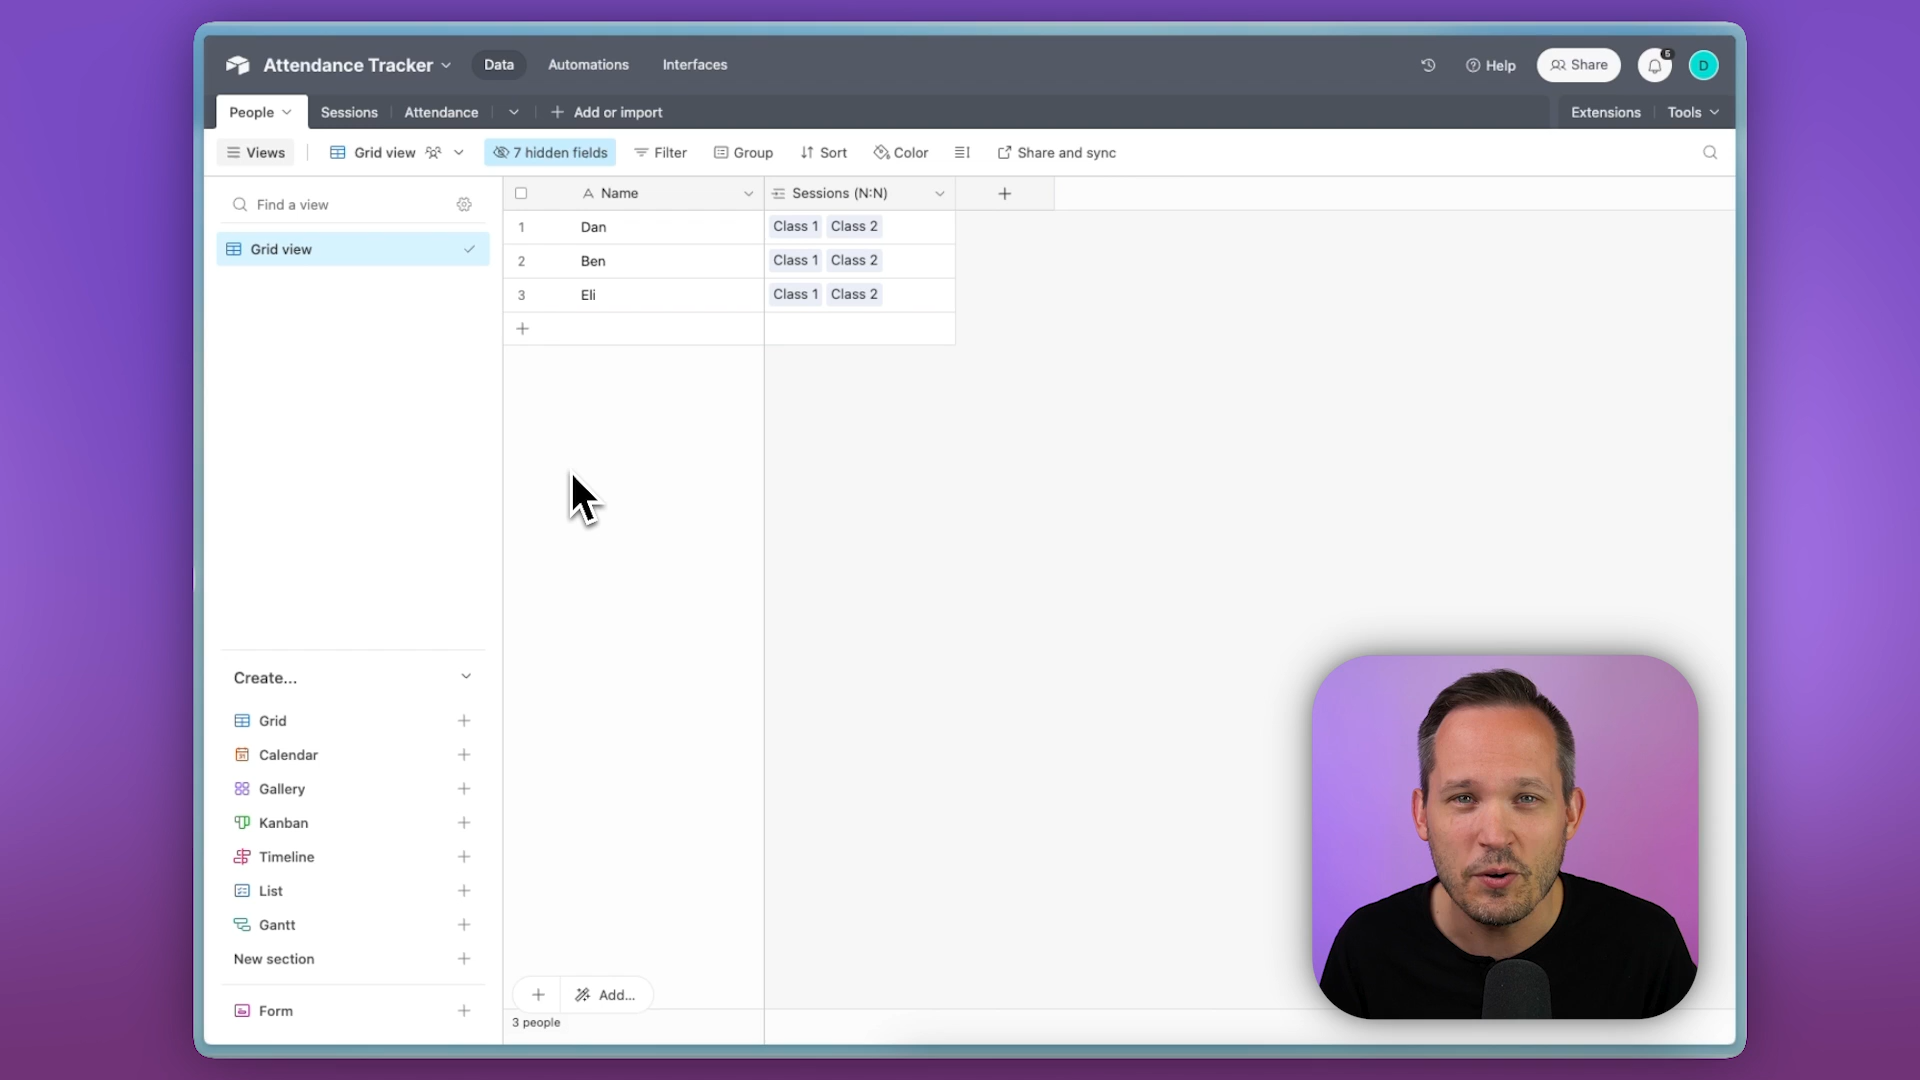 Attendance Tracker Data Automations Interfaces Help Share 5 D
People Sessions Attendance Add or import Extensions Tools
Views Grid view 7 hidden fields Filter Group Sort Color Share and sync
Find a view
Grid view
Name Sessions (N:N)
1 Dan Class 1 Class 2
2 Ben Class 1 Class 2
3 Eli Class 1 Class 2
Create...
Grid
Calendar
Gallery
Kanban
Timeline
List
Gantt
New section
Form
Add...
3 people